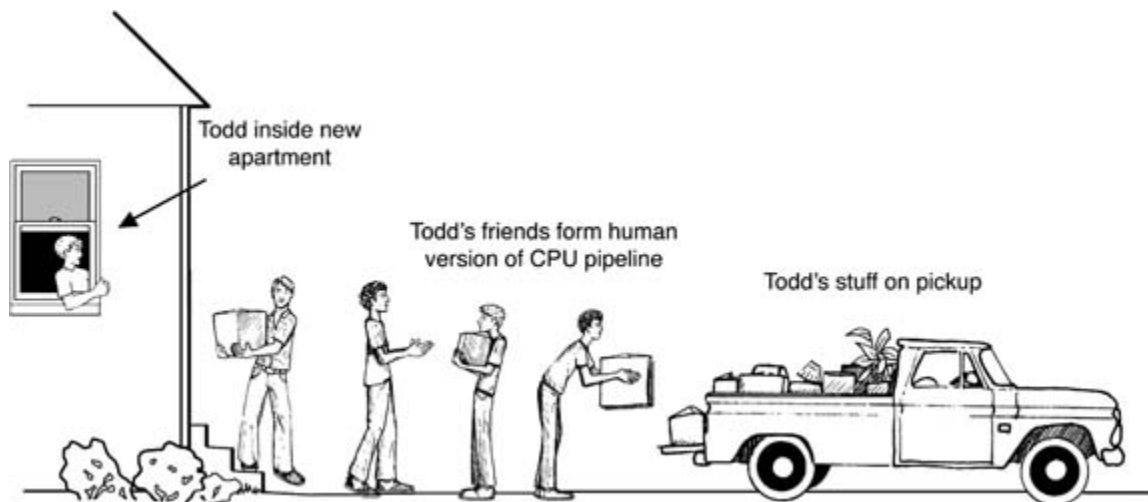 Todd inside new
apartment
Todd's friends form human
version of CPU pipeline
Todd's stuff on pickup